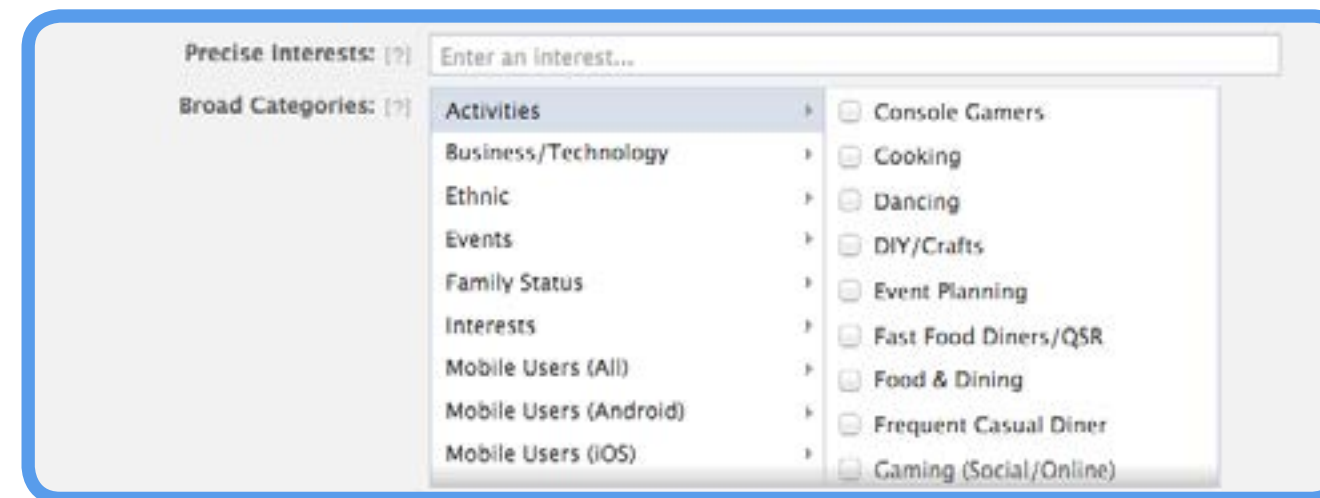 Precise Interests: [?] Enter an interest...
Broad Categories: [?]
Activities
Business/Technology
Ethnic
Events
Family Status
Interests
Mobile Users (All)
Mobile Users (Android)
Mobile Users (iOS)
Console Gamers
Cooking
Dancing
DIY/Crafts
Event Planning
Fast Food Diners/QSR
Food & Dining
Frequent Casual Diner
Gaming (Social/Online)